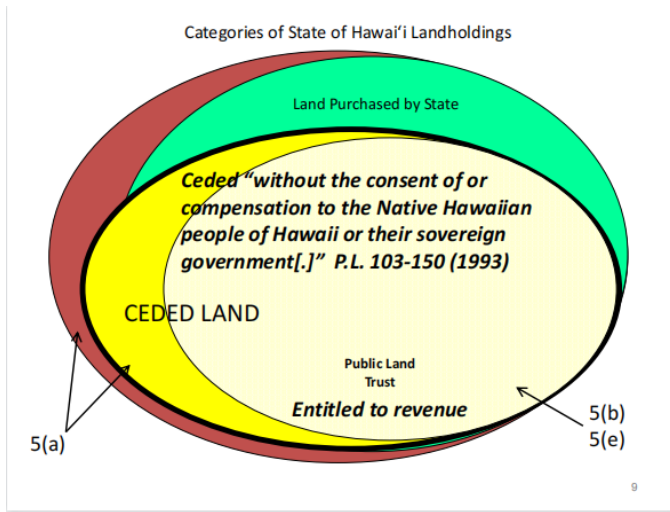 Categories of State of Hawai‘i Landholdings
Land Purchased by State
Ceded “without the consent of or
compensation to the Native Hawaiian
people of Hawaii or their sovereign
government[.]”  P.L. 103-150 (1993)
CEDED LAND
Public Land
Trust
Entitled to revenue
5(a)
5(b)
5(e)
9